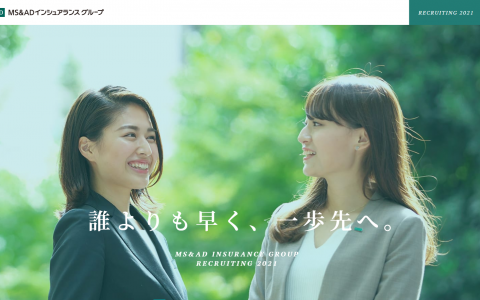 MS&ADインシュアランス グループ
RECRUITING 2021
誰よりも早く、一歩先へ。
MS&AD INSURANCE GROUP
RECRUITING 2021